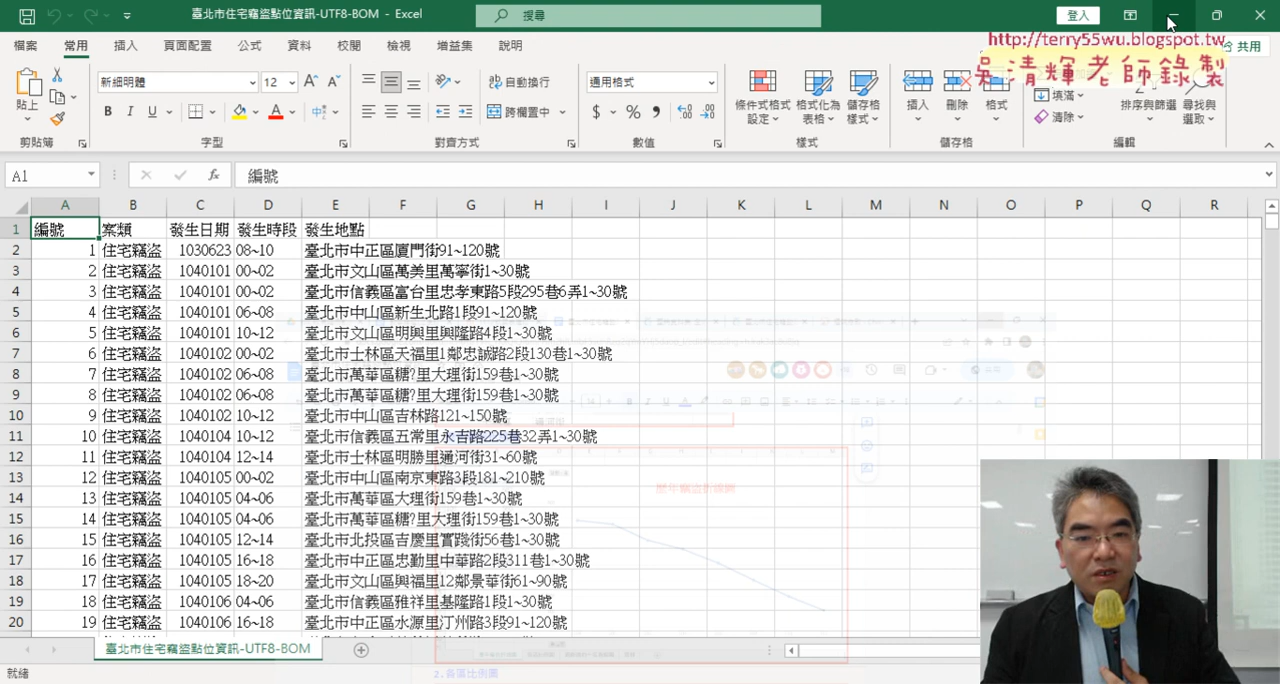 臺北市住宅竊盜點位資訊-UTF8-BOM - Excel
搜尋
登入
http://terry55wu.blogspot.tw
吳清輝老師錄製
檔案 常用 插入 頁面配置 公式 資料 校閱 檢視 增益集 說明
共用
貼上
新細明體 12
自動換行
通用格式
跨欄置中
條件式格式設定
格式化為表格
儲存格樣式
插入 刪除 格式
填滿
清除
排序與篩選
尋找與選取
剪貼簿 字型 對齊方式 數值 樣式 儲存格 編輯
A1 編號
A B C D E F G H I J K L M N O P Q R
1 編號 案類 發生日期 發生時段 發生地點
2 1 住宅竊盜 1030623 08~10 臺北市中正區廈門街91~120號
3 2 住宅竊盜 1040101 00~02 臺北市文山區萬美里萬寧街1~30號
4 3 住宅竊盜 1040101 00~02 臺北市信義區富台里忠孝東路5段295巷6弄1~30號
5 4 住宅竊盜 1040101 06~08 臺北市中山區新生北路1段91~120號
6 5 住宅竊盜 1040101 10~12 臺北市文山區明興里興隆路4段1~30號
7 6 住宅竊盜 1040102 00~02 臺北市士林區天福里1鄰忠誠路2段130巷1~30號
8 7 住宅竊盜 1040102 06~08 臺北市萬華區糖?里大理街159巷1~30號
9 8 住宅竊盜 1040102 06~08 臺北市萬華區糖?里大理街159巷1~30號
10 9 住宅竊盜 1040102 10~12 臺北市中山區吉林路121~150號
11 10 住宅竊盜 1040104 10~12 臺北市信義區五常里永吉路225巷32弄1~30號
12 11 住宅竊盜 1040104 12~14 臺北市士林區明勝里通河街31~60號
13 12 住宅竊盜 1040105 00~02 臺北市中山區南京東路3段181~210號
14 13 住宅竊盜 1040105 04~06 臺北市萬華區大理街159巷1~30號
15 14 住宅竊盜 1040105 04~06 臺北市萬華區糖?里大理街159巷1~30號
16 15 住宅竊盜 1040105 12~14 臺北市北投區吉慶里實踐街56巷1~30號
17 16 住宅竊盜 1040105 16~18 臺北市中正區忠勤里中華路2段311巷1~30號
18 17 住宅竊盜 1040105 18~20 臺北市文山區興福里12鄰景華街61~90號
19 18 住宅竊盜 1040106 04~06 臺北市信義區雅祥里基隆路1段1~30號
20 19 住宅竊盜 1040106 16~18 臺北市中正區水源里汀州路3段91~120號
臺北市住宅竊盜點位資訊-UTF8-BOM
就緒
2.各項比例圖